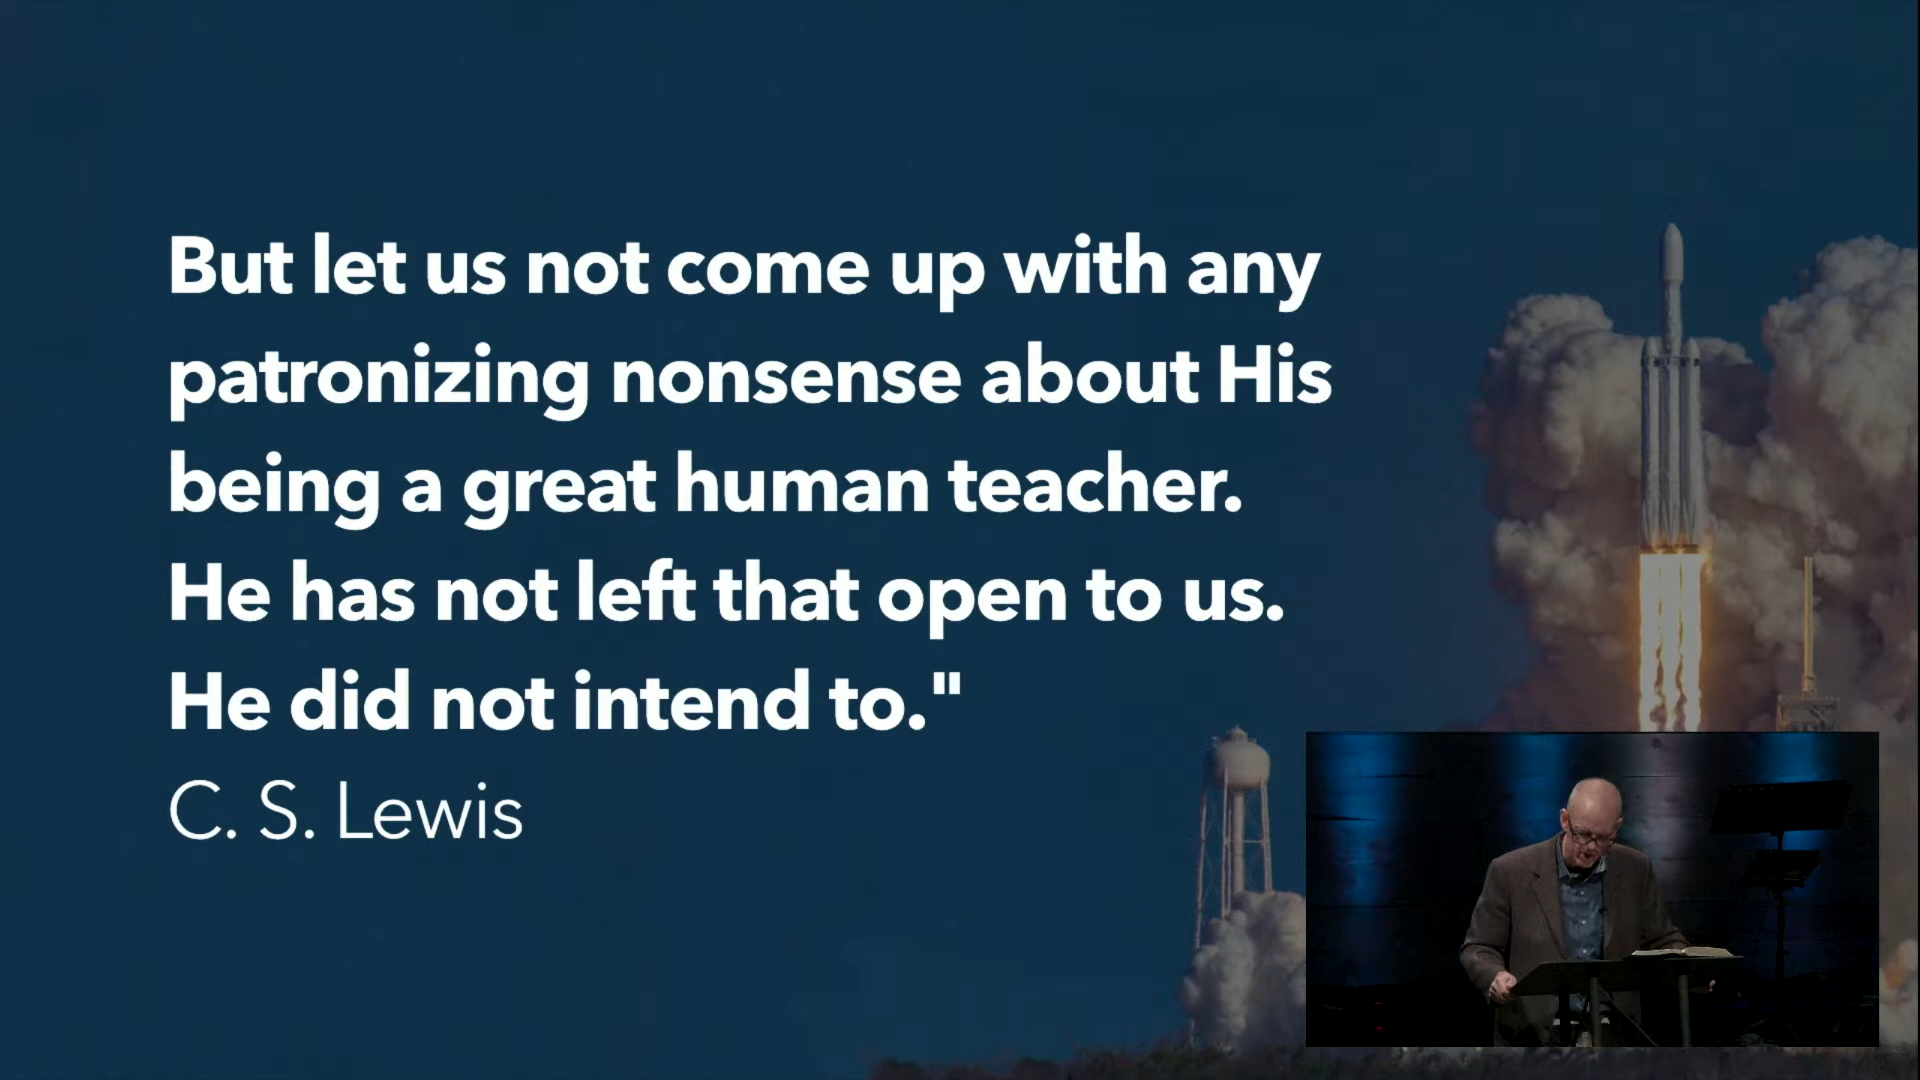 But let us not come up with any
patronizing nonsense about His
being a great human teacher.
He has not left that open to us.
He did not intend to."
C. S. Lewis